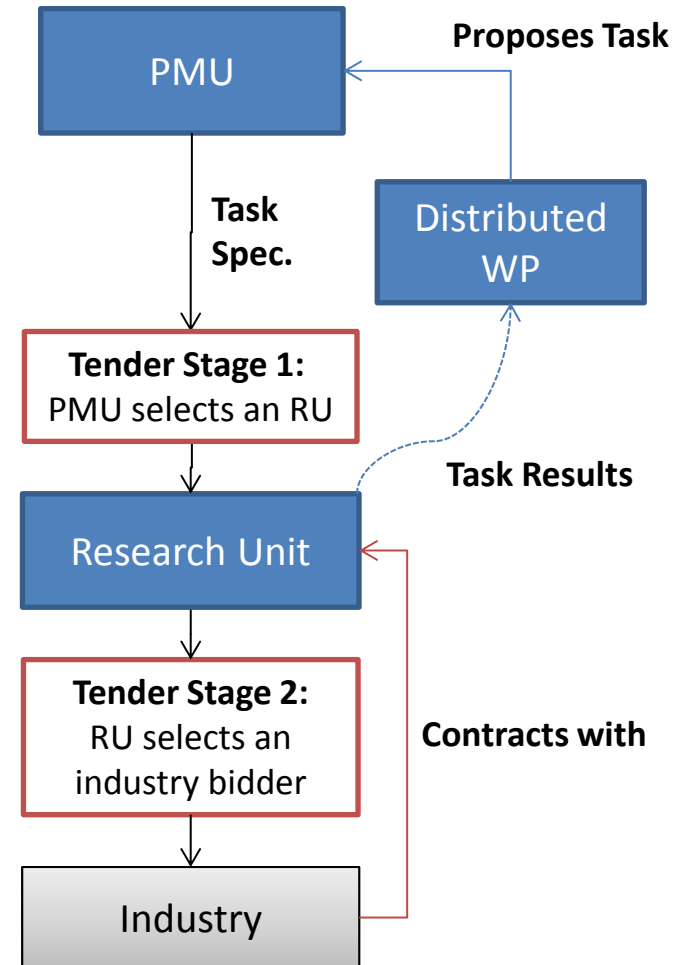 Proposes Task
PMU
Task
Spec.
Distributed
WP
Tender Stage 1:
PMU selects an RU
Task Results
Research Unit
Tender Stage 2:
RU selects an
industry bidder
Contracts with
Industry